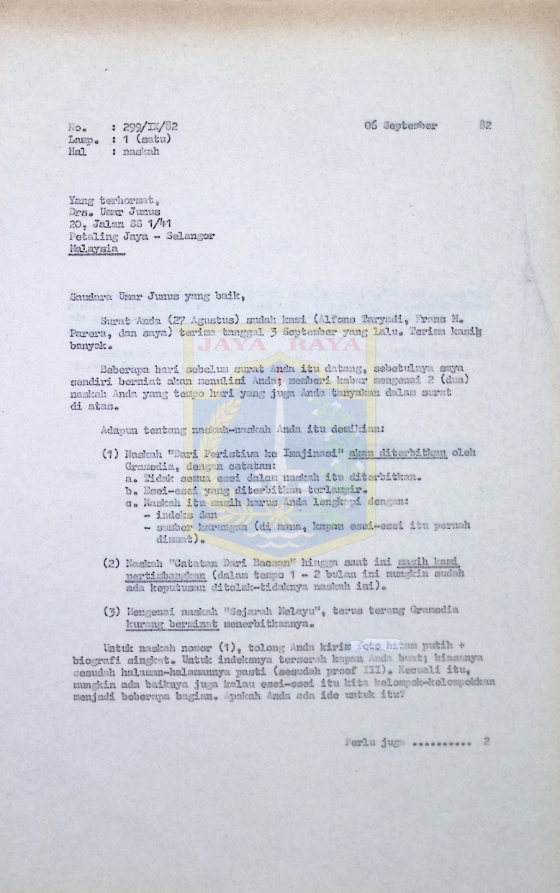 No. : 299/IX/82 06 September 82
Lamp. : 1 (satu)
Hal : naskah
Yang terhormat,
Drs. Umar Junus
20, Jalan SS 1/41
Petaling Jaya - Selangor
Malaysia
Saudara Umar Junus yang baik,
Surat Anda (27 Agustus) sudah kami (Alfons Taryadi, Frans M.
Parera, dan saya) terima tanggal 3 September yang lalu. Terima kasih
banyak.
JAYA RAYA
Beberapa hari sebelum surat Anda itu datang, sebetulnya saya
sendiri berniat akan menulisi Anda; memberi kabar mengenai 2 (dua)
naskah Anda yang tempo hari yang juga Anda tanyakan dalam surat
di atas.
Adapun tentang naskah-naskah Anda itu demikian:
(1) Naskah "Dari Peristiwa ke Imajinasi" akan diterbitkan oleh
Gramedia, dengan catatan:
a. Tidak semua esei dalam naskah itu diterbitkan.
b. Esei-esei yang diterbitkan terlampir.
c. Naskah itu masih harus Anda lengkapi dengan:
- indeks dan
- sumber karangan (di mana, kapan esei-esei itu pernah
dimuat).
(2) Naskah "Catatan Dari Bacaan" hingga saat ini masih kami
pertimbangkan (dalam tempo 1 - 2 bulan ini mungkin sudah
ada keputusan ditolak-tidaknya naskah ini).
(3) Mengenai naskah "Sejarah Melayu", terus terang Gramedia
kurang berminat menerbitkannya.
Untuk naskah nomor (1), tolong Anda kirim foto hitam putih +
biografi singkat. Untuk indeksnya terserah kapan Anda buat; biasanya
sesudah halaman-halamannya pasti (sesudah proof III). Kecuali itu,
mungkin ada baiknya juga kalau esei-esei itu kita kelompok-kelompokkan
menjadi beberapa bagian. Apakah Anda ada ide untuk itu?
Perlu juga .......... 2